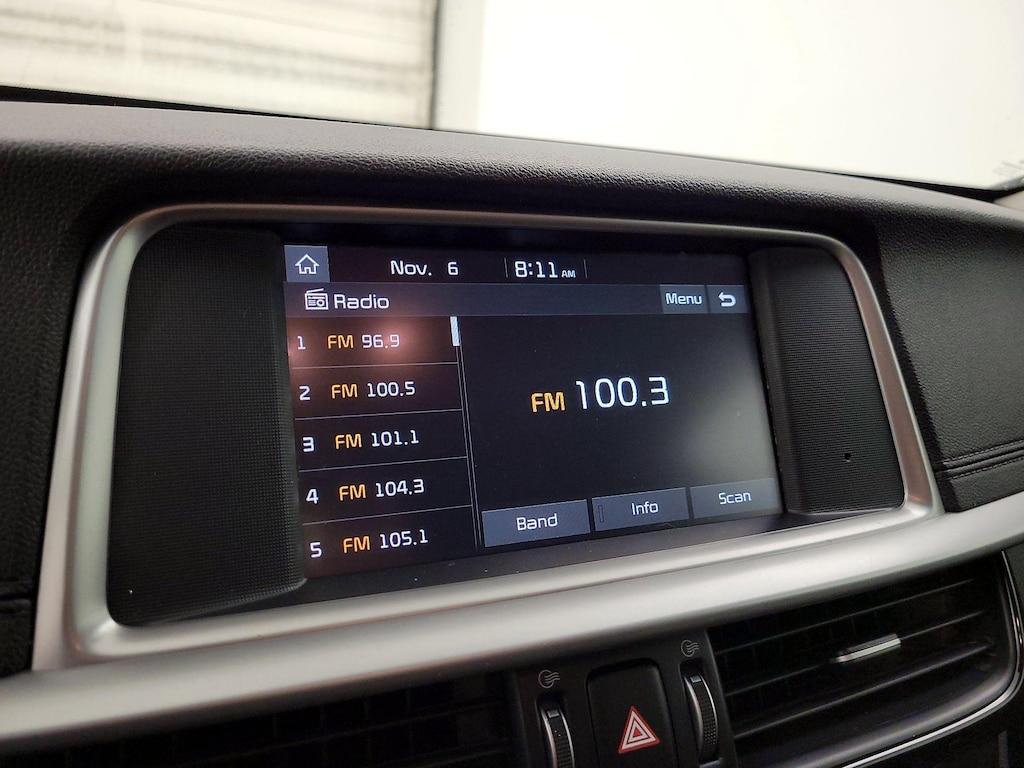 Nov. 6 8:11 AM
Radio Menu
1 FM 96.9
2 FM 100.5
3 FM 101.1
4 FM 104.3
5 FM 105.1
FM 100.3
Band Info Scan